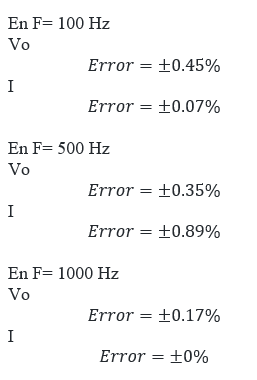 En F= 100 Hz
Vo
Error = ±0.45%
I
Error = ±0.07%
En F= 500 Hz
Vo
Error = ±0.35%
I
Error = ±0.89%
En F= 1000 Hz
Vo
Error = ±0.17%
I
Error = ±0%